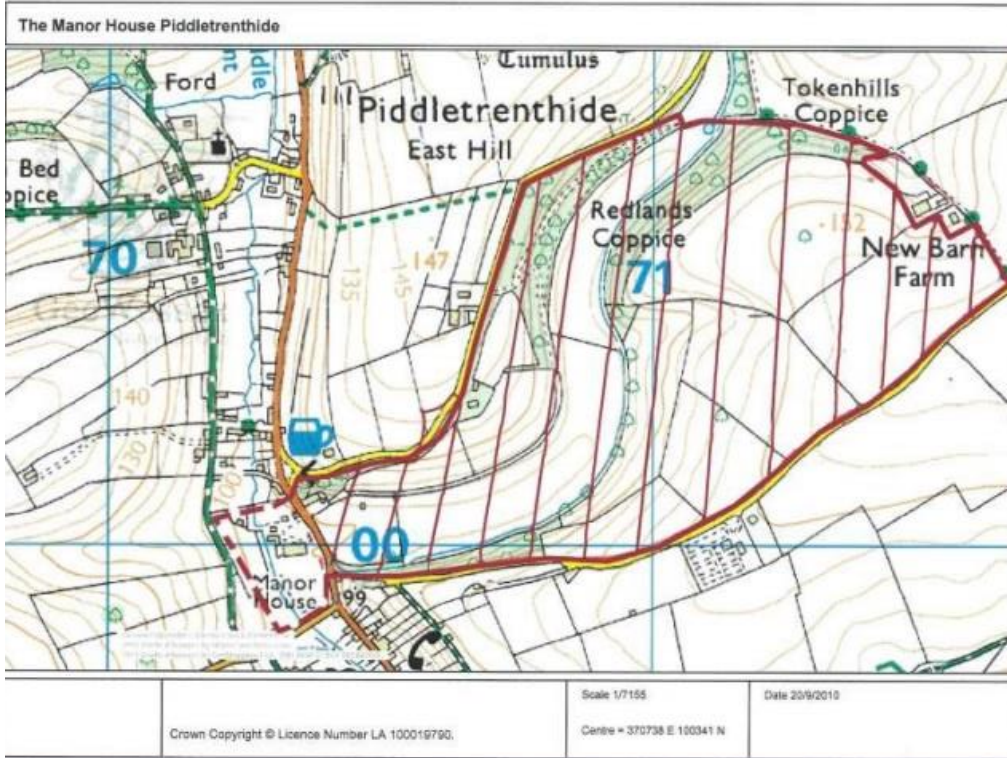 The Manor House Piddletrenthide
Tumulus
Ford
Piddletrenthide
Tokenhills
Coppice
East Hill
Bed
Redlands
Coppice
152
70
147
71
New Barn
Farm
135
145
140
130
100
00
Manor
House
99
Scale 1/7155
Date 20/9/2010
Crown Copyright © Licence Number LA 100019790.
Centre = 370738 E 100341 N